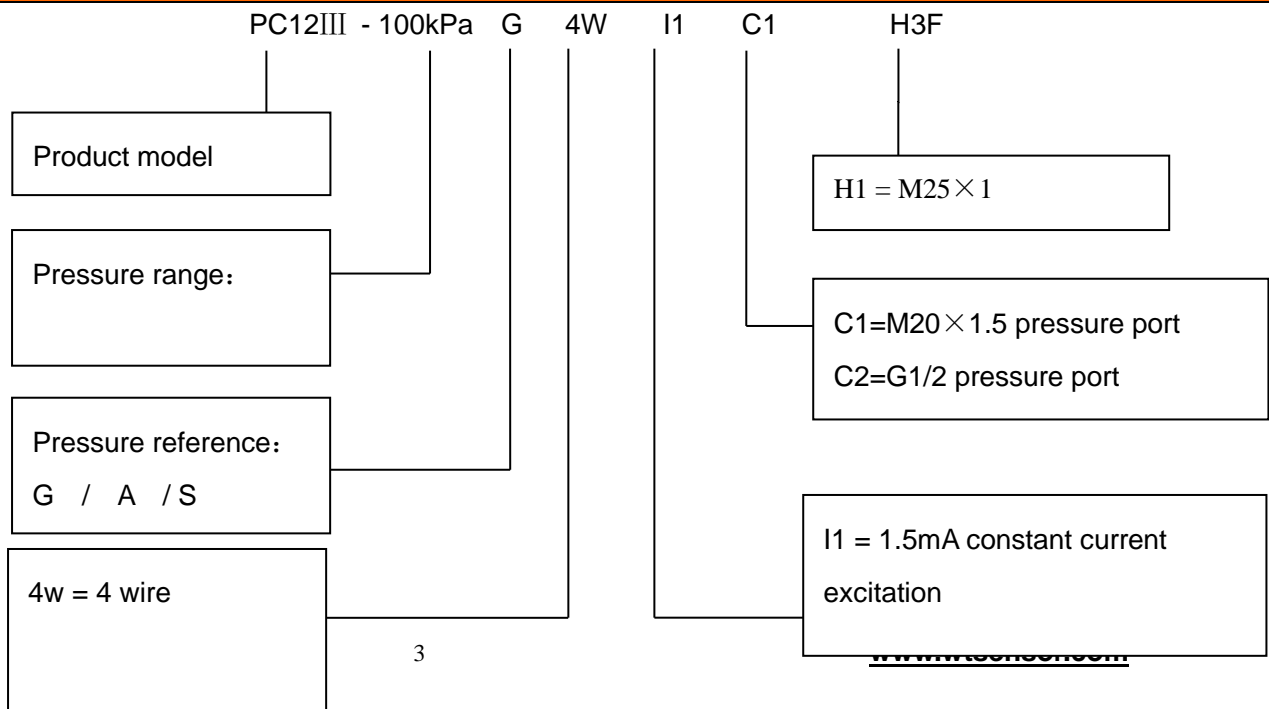 PC12Ⅲ - 100kPa G 4W I1 C1 H3F
Product model
H1 = M25×1
Pressure range：
C1=M20×1.5 pressure port
C2=G1/2 pressure port
Pressure reference：
G / A / S
I1 = 1.5mA constant current
excitation
4w = 4 wire
3